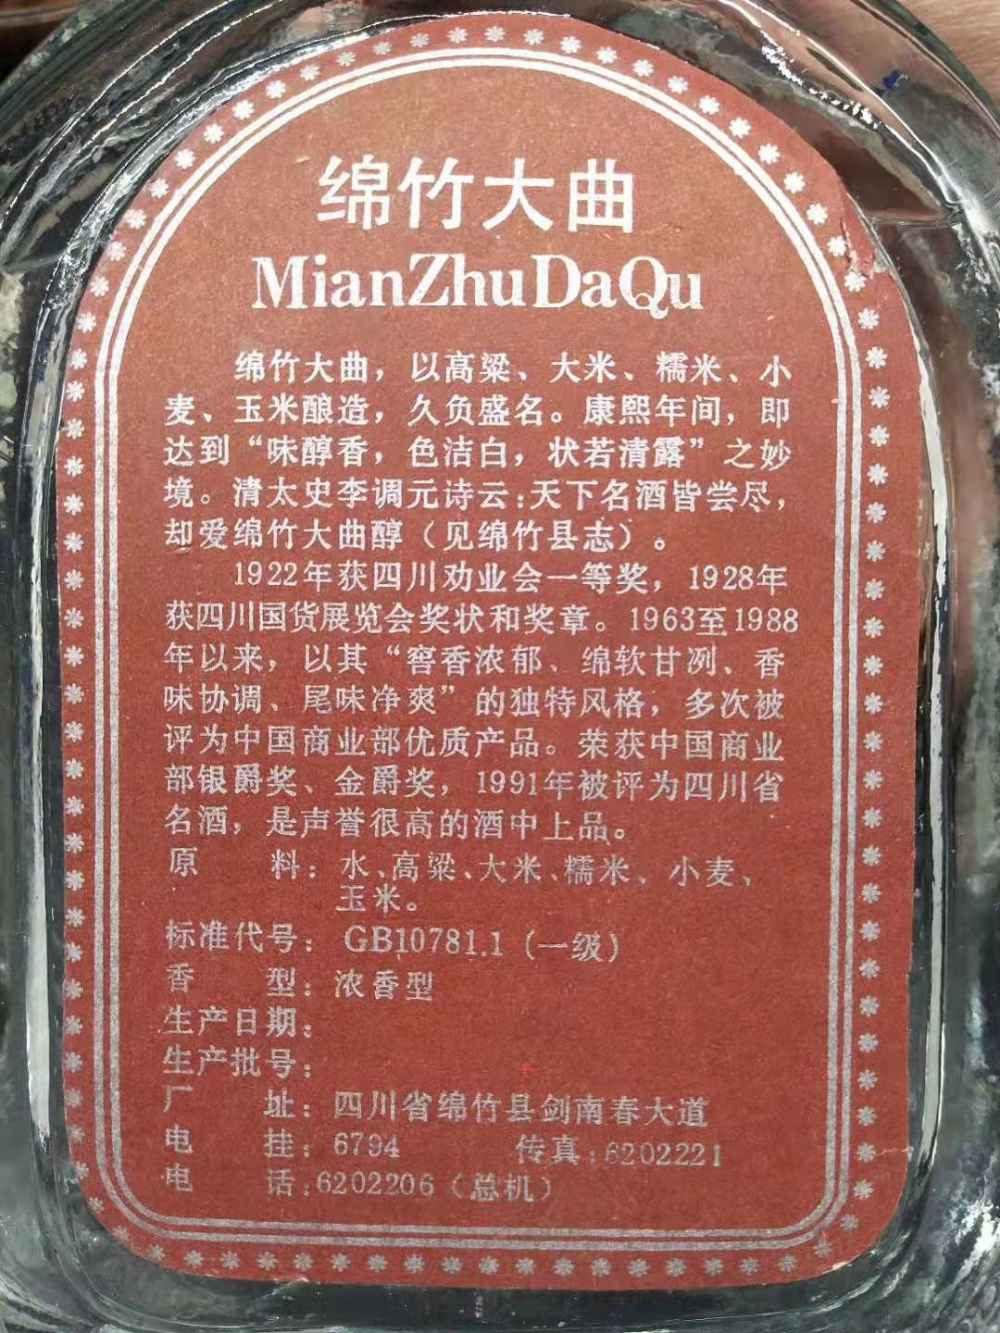 绵竹大曲
MianZhuDaQu
绵竹大曲，以高粱、大米、糯米、小
麦、玉米酿造，久负盛名。康熙年间，即
达到“味醇香，色洁白，状若清露”之妙
境。清太史李调元诗云：天下名酒皆尝尽，
却爱绵竹大曲醇（见绵竹县志）。
1922年获四川劝业会一等奖，1928年
获四川国货展览会奖状和奖章。1963至1988
年以来，以其“窖香浓郁、绵软甘冽、香
味协调、尾味净爽”的独特风格，多次被
评为中国商业部优质产品。荣获中国商业
部银爵奖、金爵奖，1991年被评为四川省
名酒，是声誉很高的酒中上品。
原 料：水、高粱、大米、糯米、小麦、
玉米。
标准代号：GB10781.1（一级）
香 型：浓香型
生产日期：
生产批号：
厂 址：四川省绵竹县剑南春大道
电 挂：6794 传真：6202221
电 话：6202206（总机）